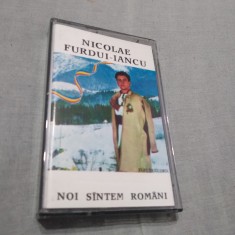 NICOLAE
FURDUI-IANCU
NOI SÎNTEM ROMÂNI